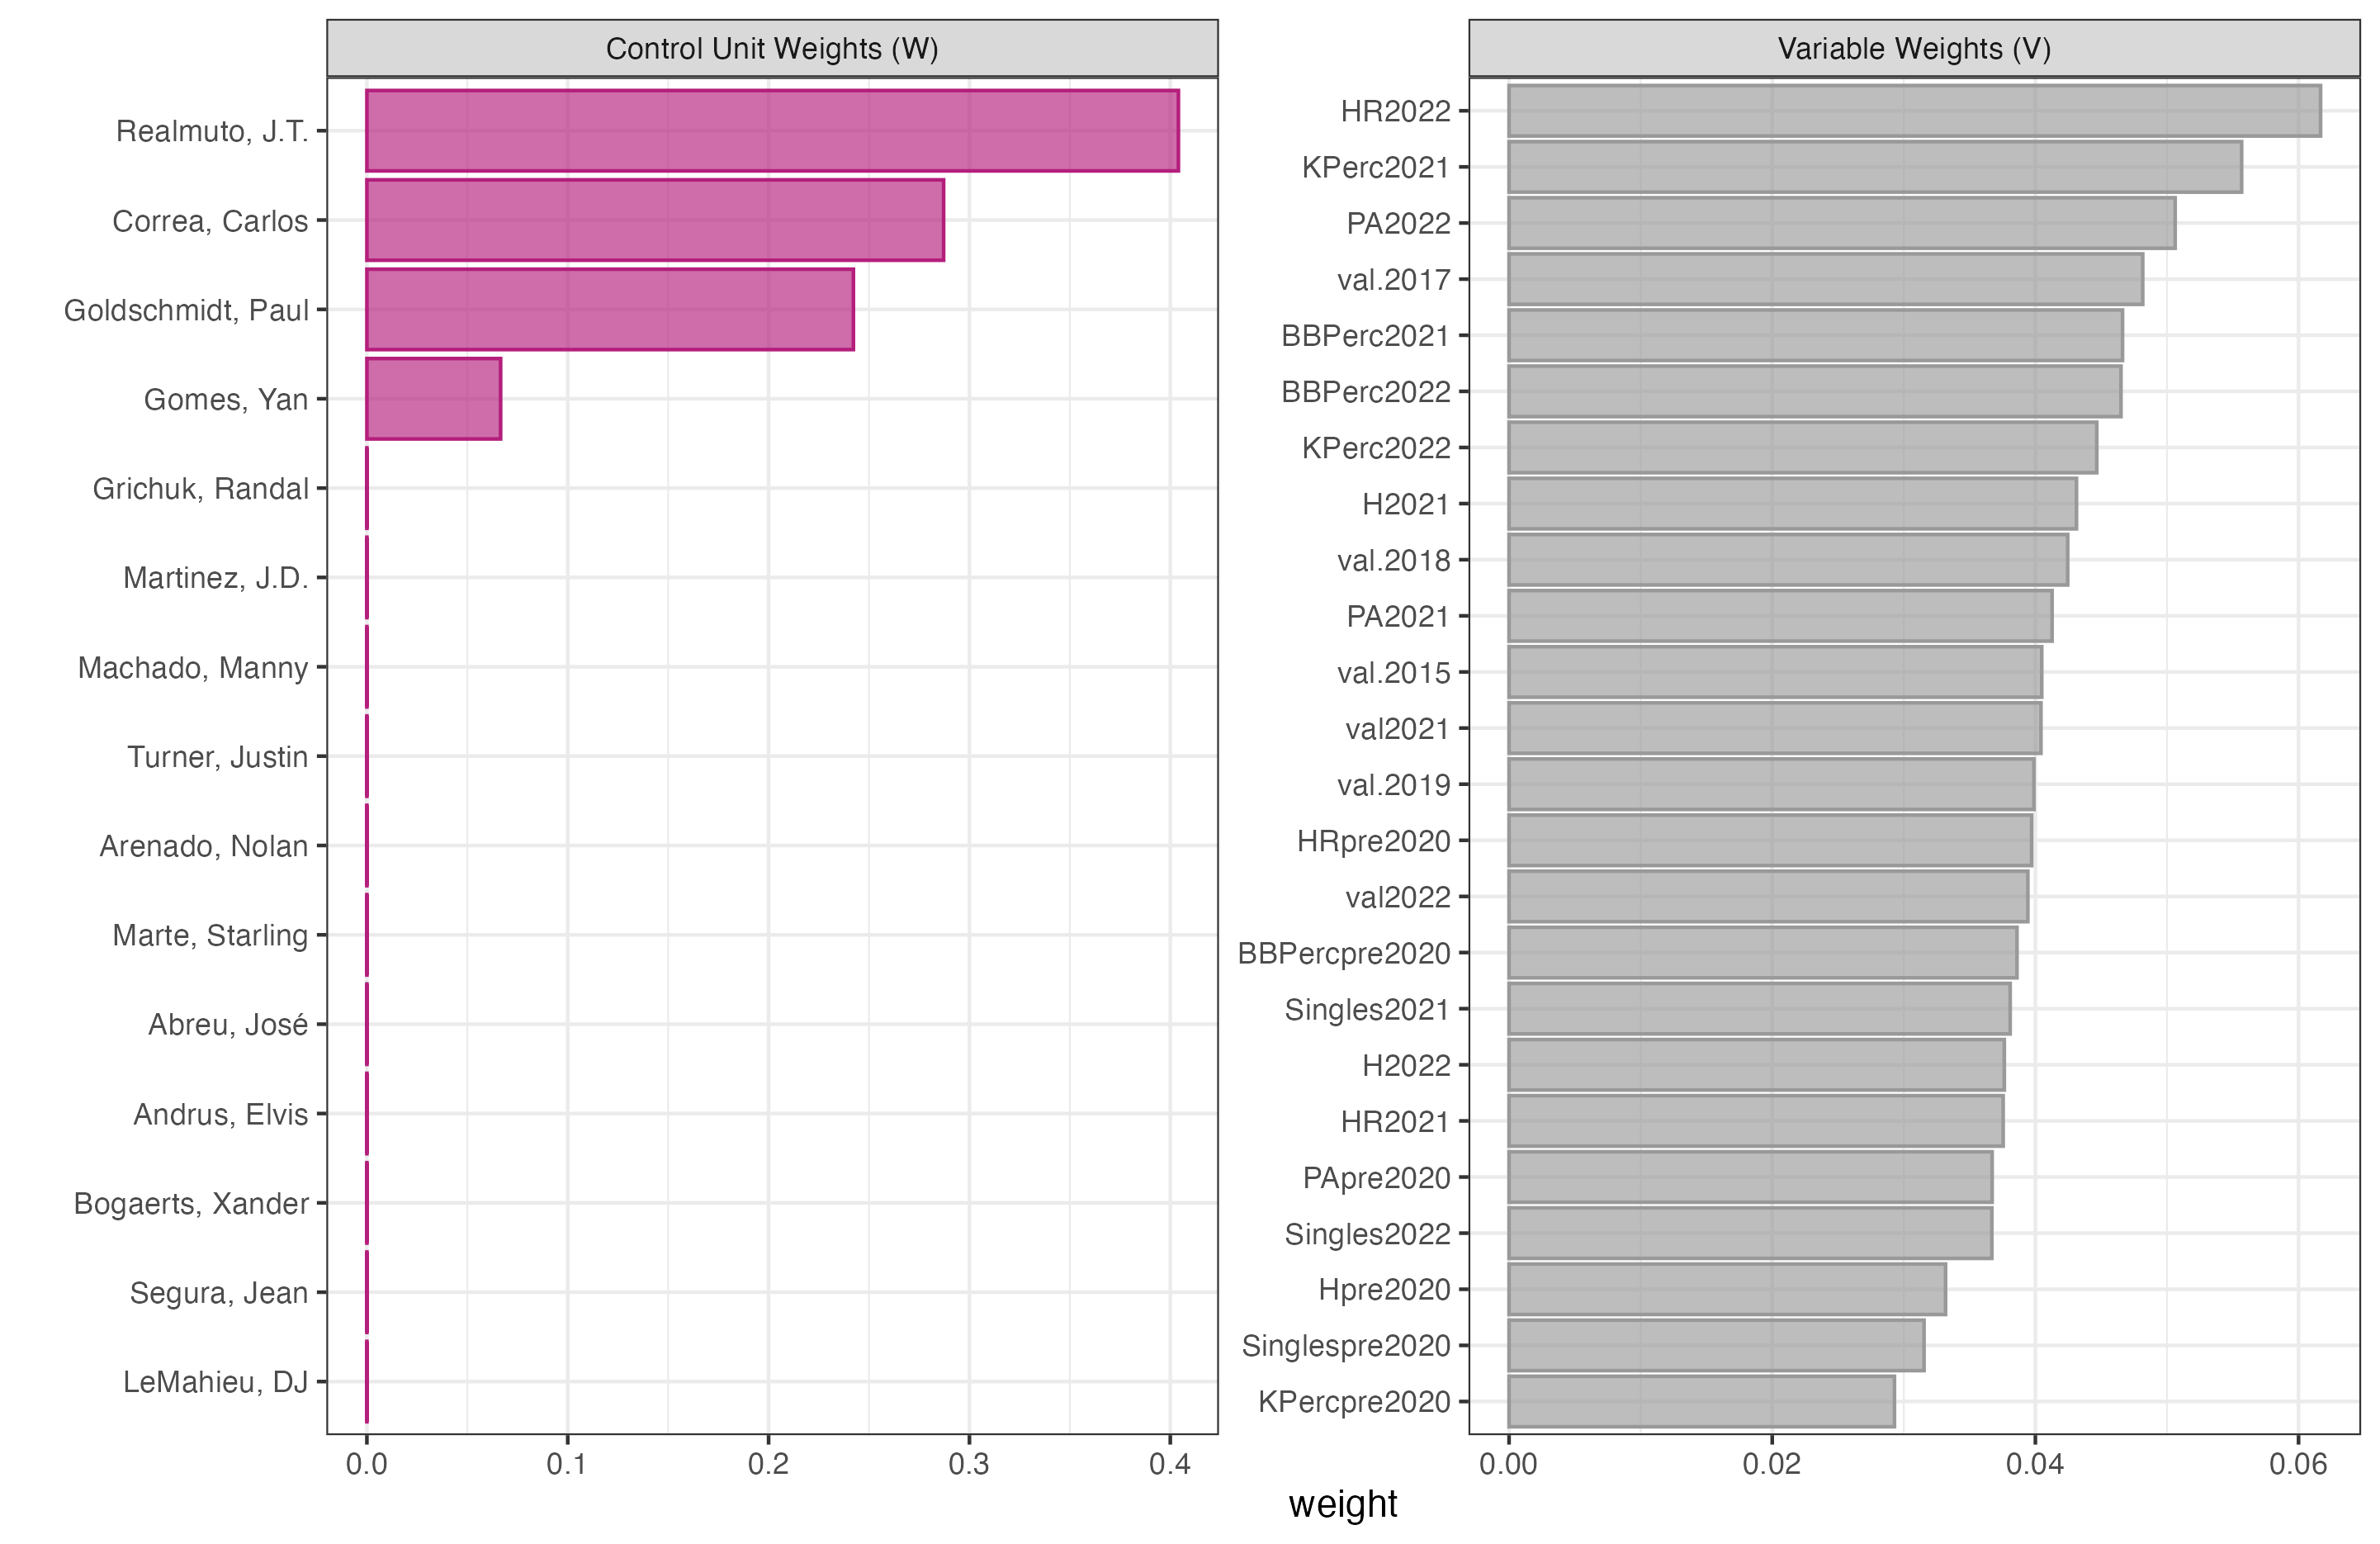 Control Unit Weights (W)
Realmuto, J.T.
Correa, Carlos
Goldschmidt, Paul
Gomes, Yan
Grichuk, Randal
Martinez, J.D.
Machado, Manny
Turner, Justin
Arenado, Nolan
Marte, Starling
Abreu, José
Andrus, Elvis
Bogaerts, Xander
Segura, Jean
LeMahieu, DJ
0.0 0.1 0.2 0.3 0.4
Variable Weights (V)
HR2022
KPerc2021
PA2022
val.2017
BBPerc2021
BBPerc2022
KPerc2022
H2021
val.2018
PA2021
val.2015
val2021
val.2019
HRpre2020
val2022
BBPercpre2020
Singles2021
H2022
HR2021
PApre2020
Singles2022
Hpre2020
Singlespre2020
KPercpre2020
0.00 0.02 0.04 0.06
weight